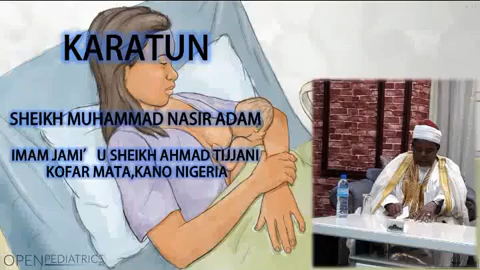 KARATUN
SHEIKH MUHAMMAD NASIR ADAM
IMAM JAMI'U SHEIKH AHMAD TIJJANI
KOFAR MATA,KANO NIGERIA
OPENPEDIATRICS